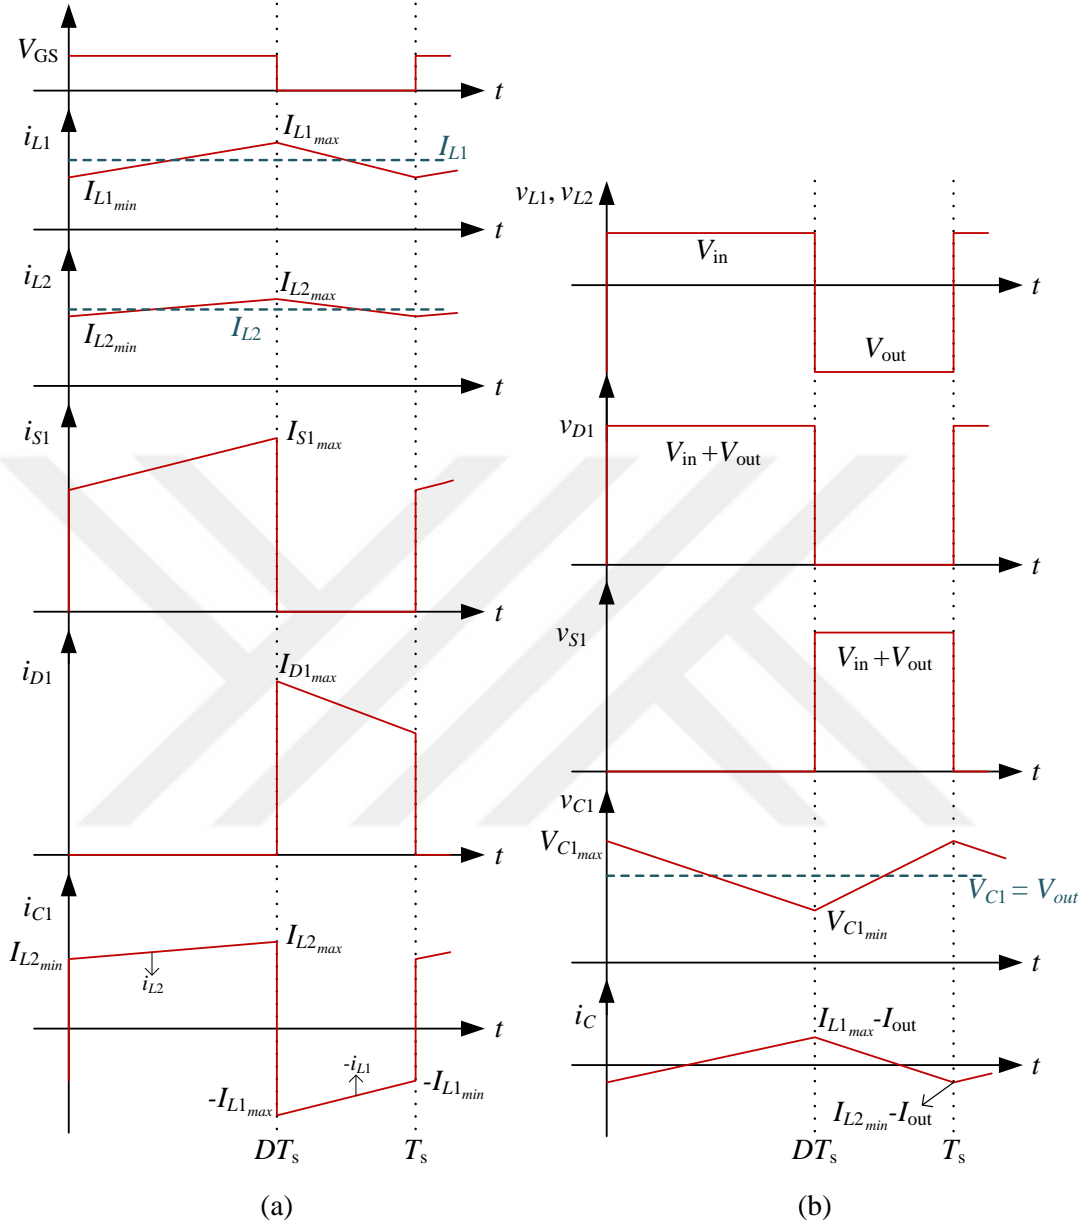 V_GS
t
i_L1
I_L1max
I_L1
I_L1min
t
i_L2
I_L2max
I_L2min
I_L2
t
i_S1
I_S1max
t
i_D1
I_D1max
t
i_C1
I_L2min
I_L2max
i_L2
t
-i_L1
-I_L1max
-I_L1min
DT_s
T_s
(a)
v_L1, v_L2
V_in
t
V_out
v_D1
V_in + V_out
t
v_S1
V_in + V_out
t
v_C1
V_C1max
V_C1 = V_out
V_C1min
t
i_C
I_L1max - I_out
t
I_L2min - I_out
DT_s
T_s
(b)